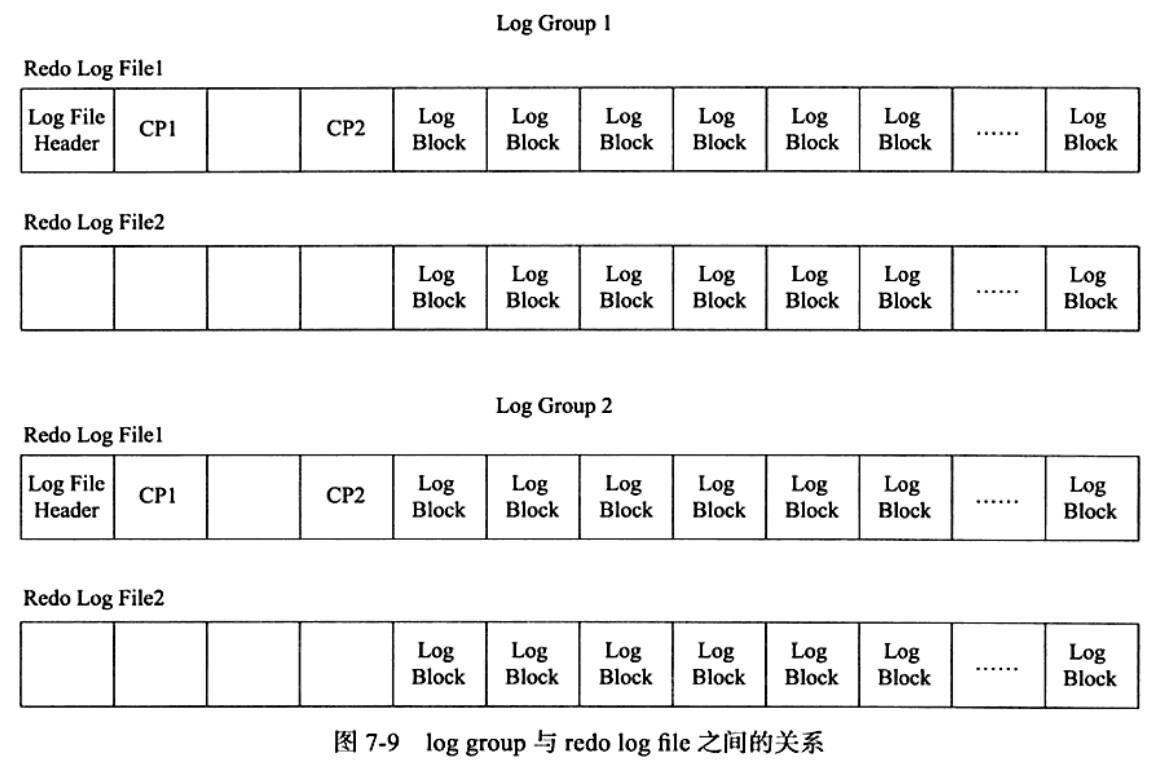 Log Group 1
Redo Log File1
Log File Header CP1 CP2 Log Block Log Block Log Block Log Block Log Block Log Block ...... Log Block
Redo Log File2
Log Block Log Block Log Block Log Block Log Block Log Block ...... Log Block
Log Group 2
Redo Log File1
Log File Header CP1 CP2 Log Block Log Block Log Block Log Block Log Block Log Block ...... Log Block
Redo Log File2
Log Block Log Block Log Block Log Block Log Block Log Block ...... Log Block
图 7-9 log group 与 redo log file 之间的关系